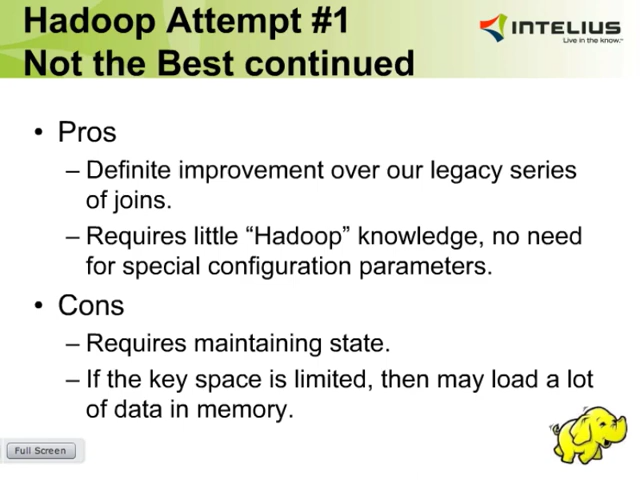 Hadoop Attempt #1
Not the Best continued
INTELIUS
Live in the know.™
• Pros
– Definite improvement over our legacy series
of joins.
– Requires little “Hadoop” knowledge, no need
for special configuration parameters.
• Cons
– Requires maintaining state.
– If the key space is limited, then may load a lot
of data in memory.
Full Screen